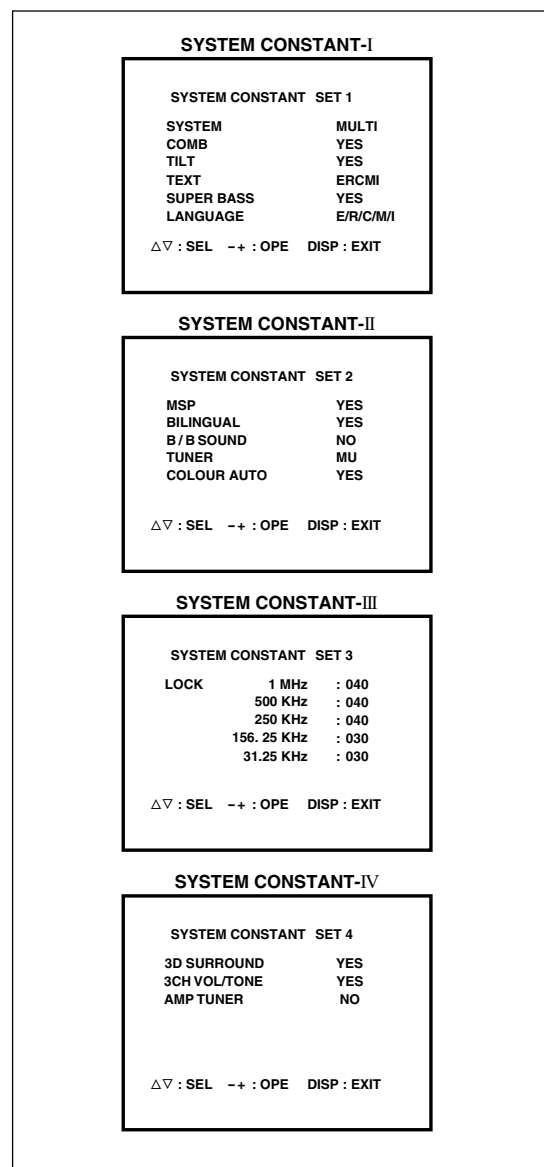 SYSTEM CONSTANT-I
SYSTEM CONSTANT SET 1
SYSTEM MULTI
COMB YES
TILT YES
TEXT ERCMI
SUPER BASS YES
LANGUAGE E/R/C/M/I
△▽ : SEL -+ : OPE DISP : EXIT
SYSTEM CONSTANT-II
SYSTEM CONSTANT SET 2
MSP YES
BILINGUAL YES
B / B SOUND NO
TUNER MU
COLOUR AUTO YES
△▽ : SEL -+ : OPE DISP : EXIT
SYSTEM CONSTANT-III
SYSTEM CONSTANT SET 3
LOCK 1 MHz : 040
500 KHz : 040
250 KHz : 040
156. 25 KHz : 030
31.25 KHz : 030
△▽ : SEL -+ : OPE DISP : EXIT
SYSTEM CONSTANT-IV
SYSTEM CONSTANT SET 4
3D SURROUND YES
3CH VOL/TONE YES
AMP TUNER NO
△▽ : SEL -+ : OPE DISP : EXIT